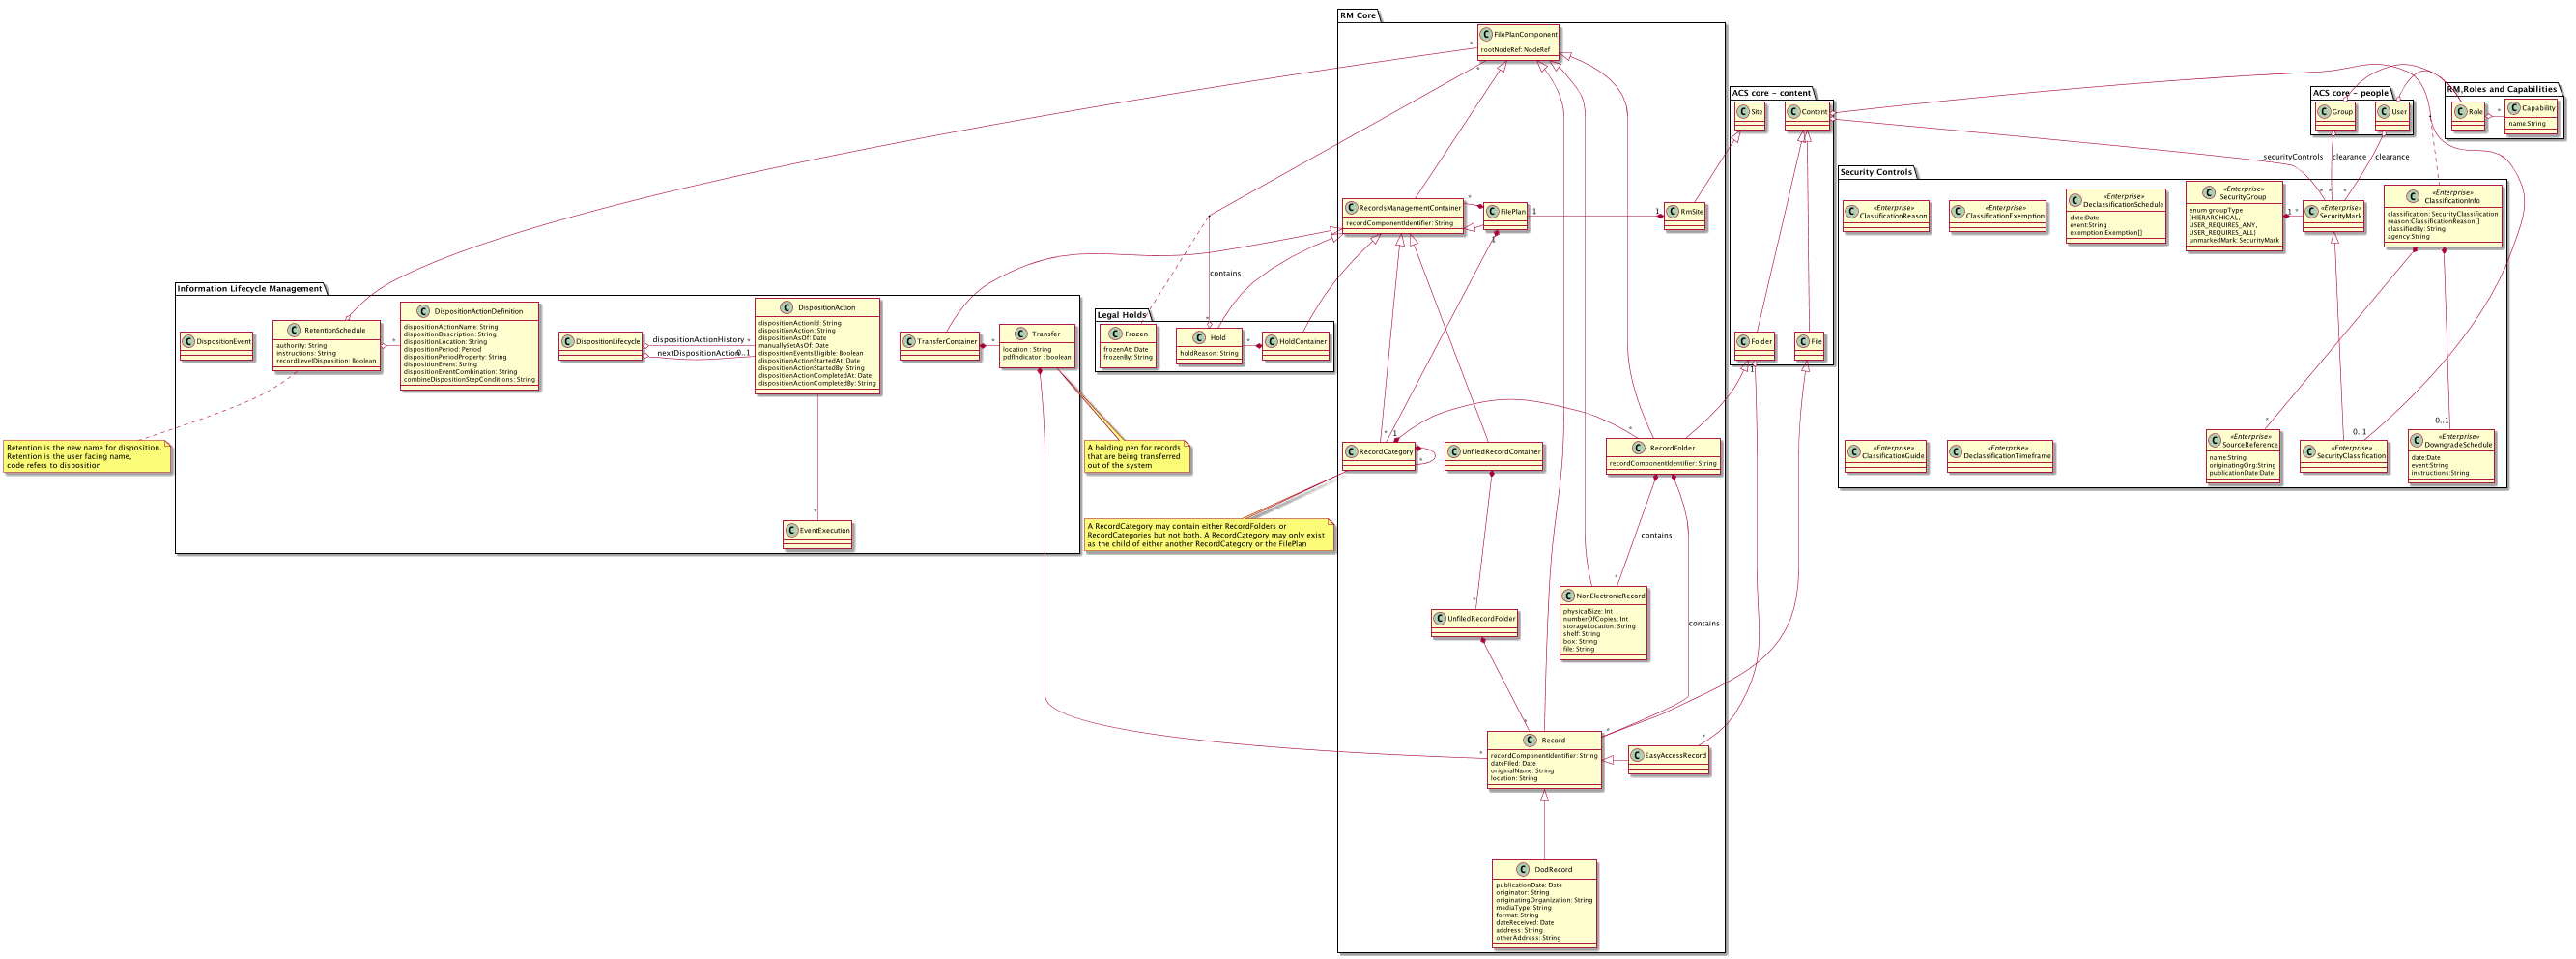 RM Core
FilePlanComponent
rootNodeRef: NodeRef
*
*
ACS core - content
Site
Content
ACS core - people
Group
User
RM,Roles and Capabilities
Role
*
Capability
name:String
securityControls
clearance
clearance
*
*
*
Security Controls
«Enterprise»
ClassificationReason
«Enterprise»
ClassificationExemption
«Enterprise»
DeclassificationSchedule
date:Date
event:String
exemption:Exemption[]
«Enterprise»
SecurityGroup
enum groupType
{HIERARCHICAL,
USER_REQUIRES_ANY,
USER_REQUIRES_ALL}
unmarkedMark: SecurityMark
1
*
«Enterprise»
SecurityMark
«Enterprise»
ClassificationInfo
classification: SecurityClassification
reason:ClassificationReason[]
classifiedBy: String
agency:String
RecordsManagementContainer
recordComponentIdentifier: String
*
FilePlan
1
1
1
RmSite
contains
Information Lifecycle Management
DispositionEvent
RetentionSchedule
authority: String
instructions: String
recordLevelDisposition: Boolean
*
DispositionActionDefinition
dispositionActionName: String
dispositionDescription: String
dispositionLocation: String
dispositionPeriod: Period
dispositionPeriodProperty: String
dispositionEvent: String
dispositionEventCombination: String
combineDispositionStepConditions: String
DispositionLifecycle
dispositionActionHistory
*
nextDispositionAction
0..1
DispositionAction
dispositionActionId: String
dispositionAction: String
dispositionAsOf: Date
manuallySetAsOf: Date
dispositionEventsEligible: Boolean
dispositionActionStartedAt: Date
dispositionActionStartedBy: String
dispositionActionCompletedAt: Date
dispositionActionCompletedBy: String
TransferContainer
*
Transfer
location : String
pdfIndicator : boolean
Legal Holds
Frozen
frozenAt: Date
frozenBy: String
*
Hold
holdReason: String
*
HoldContainer
Folder
File
1
Retention is the new name for disposition.
Retention is the user facing name,
code refers to disposition
A holding pen for records
that are being transferred
out of the system
*
1
RecordCategory
*
UnfiledRecordContainer
*
RecordFolder
recordComponentIdentifier: String
*
0..1
0..1
«Enterprise»
ClassificationGuide
«Enterprise»
DeclassificationTimeframe
«Enterprise»
SourceReference
name:String
originatingOrg:String
publicationDate:Date
«Enterprise»
SecurityClassification
«Enterprise»
DowngradeSchedule
date:Date
event:String
instructions:String
*
EventExecution
A RecordCategory may contain either RecordFolders or
RecordCategories but not both. A RecordCategory may only exist
as the child of either another RecordCategory or the FilePlan
contains
*
*
UnfiledRecordFolder
NonElectronicRecord
physicalSize: Int
numberOfCopies: Int
storageLocation: String
shelf: String
box: String
file: String
contains
*
*
*
*
Record
recordComponentIdentifier: String
dateFiled: Date
originalName: String
location: String
EasyAccessRecord
DodRecord
publicationDate: Date
originator: String
originatingOrganization: String
mediaType: String
format: String
dateReceived: Date
address: String
otherAddress: String